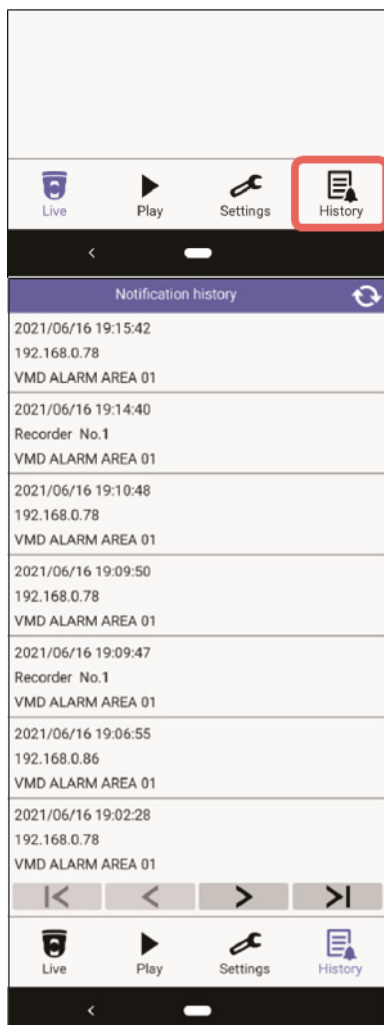 Live Play Settings History
Notification history
2021/06/16 19:15:42
192.168.0.78
VMD ALARM AREA 01
2021/06/16 19:14:40
Recorder No.1
VMD ALARM AREA 01
2021/06/16 19:10:48
192.168.0.78
VMD ALARM AREA 01
2021/06/16 19:09:50
192.168.0.78
VMD ALARM AREA 01
2021/06/16 19:09:47
Recorder No.1
VMD ALARM AREA 01
2021/06/16 19:06:55
192.168.0.86
VMD ALARM AREA 01
2021/06/16 19:02:28
192.168.0.78
VMD ALARM AREA 01
Live Play Settings History